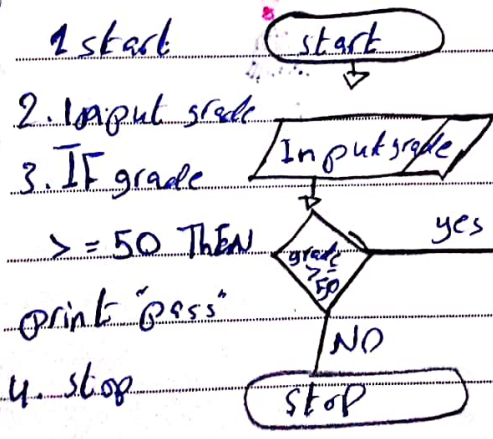 1 start
2. Input grade
3. IF grade
>= 50 ThEN
print "pass"
4. stop
start
Input grade
grade
>=
50
yes
NO
stop